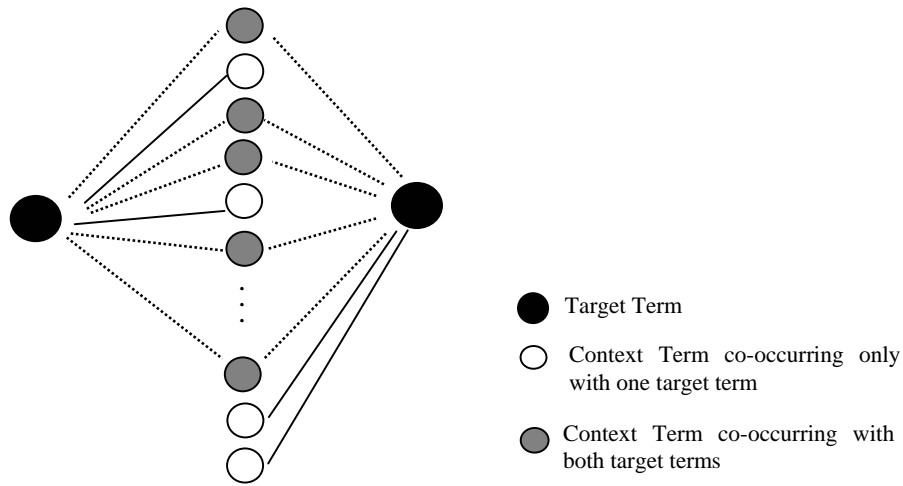 Target Term
Context Term co-occurring only
with one target term
Context Term co-occurring with
both target terms